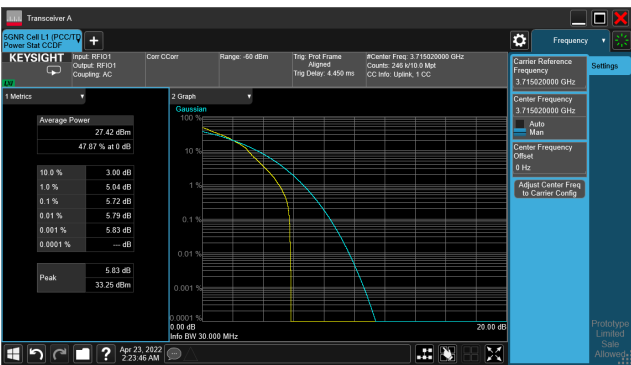 Transceiver A
5GNR Cell L1 (PCC/TD
Power Stat CCDF
Frequency
KEYSIGHT
Input: RFIO1
Output: RFIO1
Coupling: AC
Corr CCorr
Range: -60 dBm
Trig: Prot Frame
Aligned
Trig Delay: 4.450 ms
#Center Freq: 3.715020000 GHz
Counts: 246 k/10.0 Mpt
CC Info: Uplink, 1 CC
1 Metrics
Average Power
27.42 dBm
47.87 % at 0 dB
10.0 % 3.00 dB
1.0 % 5.04 dB
0.1 % 5.72 dB
0.01 % 5.79 dB
0.001 % 5.83 dB
0.0001 % --- dB
Peak
5.83 dB
33.25 dBm
2 Graph
Gaussian
100 %
10 %
1 %
0.1 %
0.01 %
0.001 %
0.0001 %
0.00 dB
20.00 dB
Info BW 30.000 MHz
Carrier Reference
Frequency
3.715020000 GHz
Center Frequency
3.715020000 GHz
Auto
Man
Center Frequency
Offset
0 Hz
Adjust Center Freq
to Carrier Config
Settings
Prototype
Limited
Sale
Allowed
Apr 23, 2022
2:23:46 AM